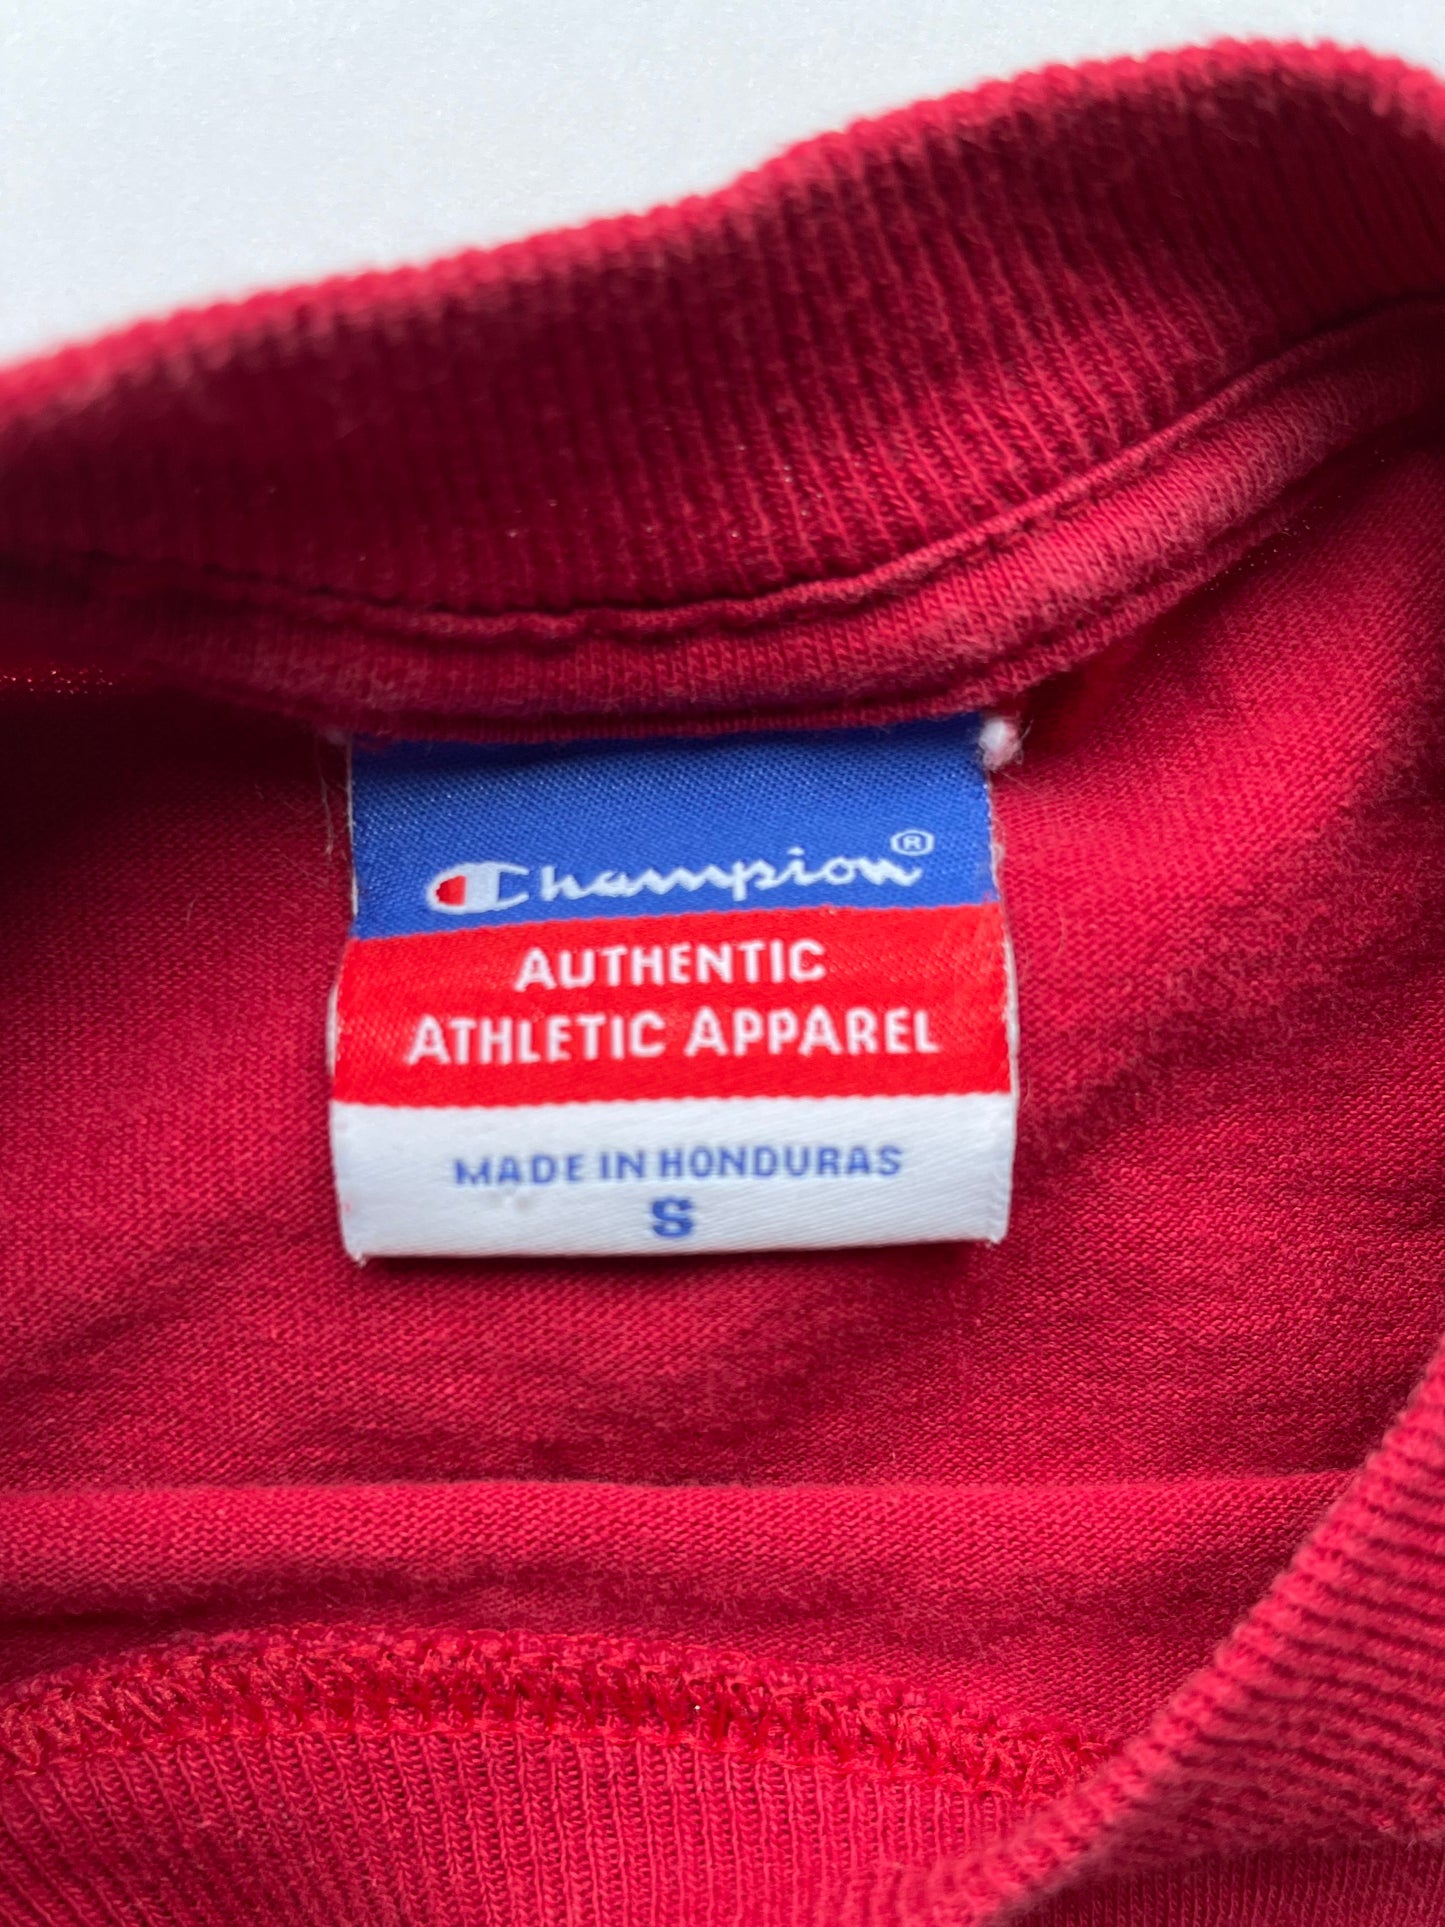 Champion®
AUTHENTIC
ATHLETIC APPAREL
MADE IN HONDURAS
S